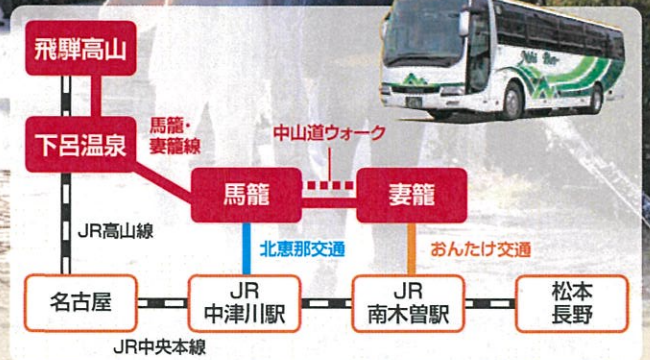 飛騨高山
下呂温泉
馬籠・
妻籠線
中山道ウォーク
馬籠
妻籠
JR高山線
北恵那交通
おんたけ交通
名古屋
JR
中津川駅
JR
南木曽駅
松本
長野
JR中央本線